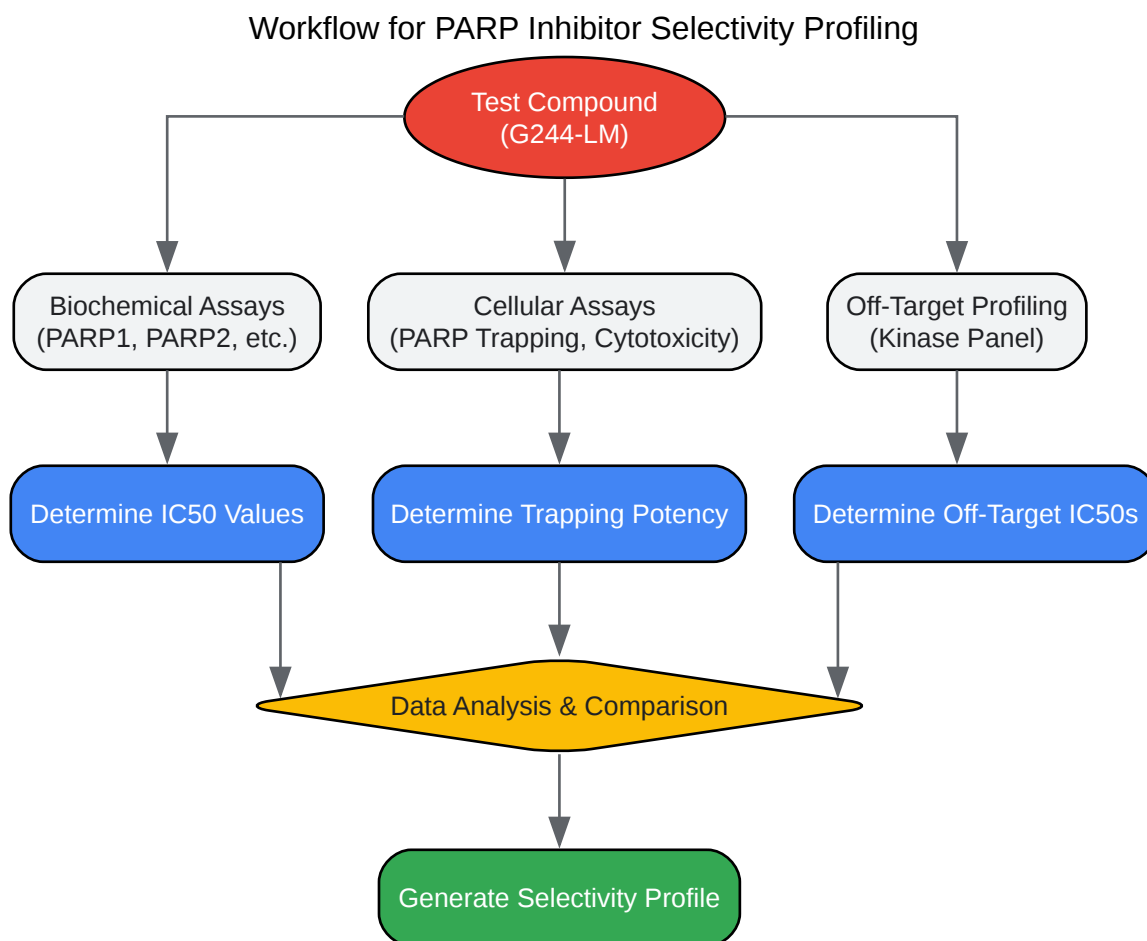 Workflow for PARP Inhibitor Selectivity Profiling
Test Compound
(G244-LM)
Biochemical Assays
(PARP1, PARP2, etc.)
Cellular Assays
(PARP Trapping, Cytotoxicity)
Off-Target Profiling
(Kinase Panel)
Determine IC50 Values
Determine Trapping Potency
Determine Off-Target IC50s
Data Analysis & Comparison
Generate Selectivity Profile